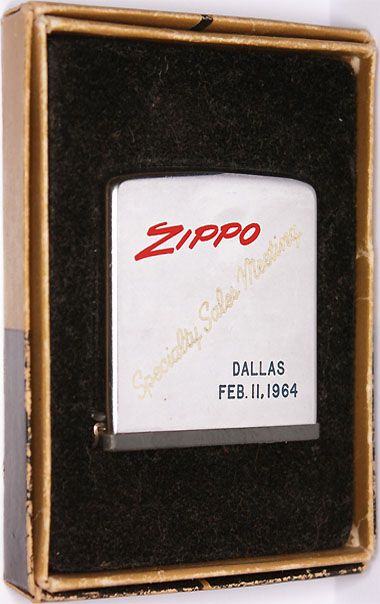 ZIPPO
Specialty Sales Meeting
DALLAS
FEB. 11, 1964